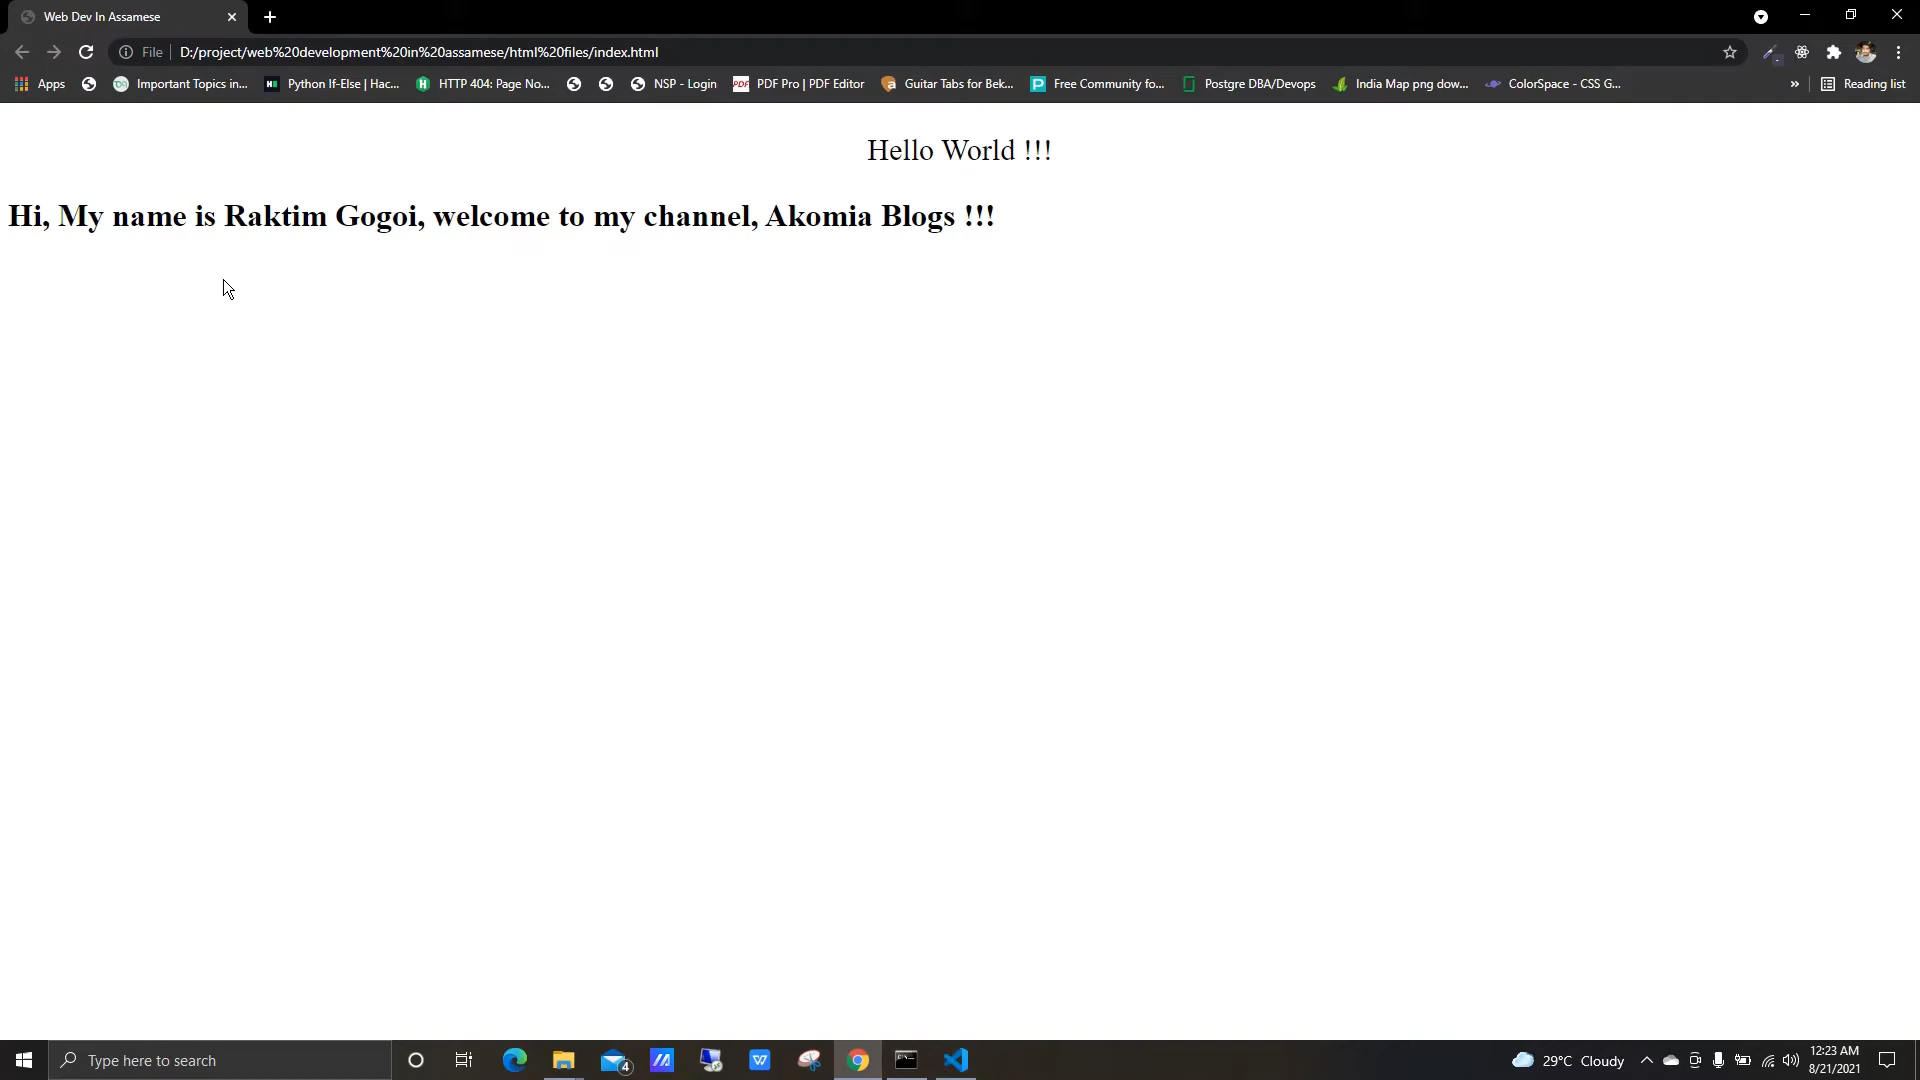 Web Dev In Assamese
File D:/project/web%20development%20in%20assamese/html%20files/index.html
Apps Important Topics in... Python If-Else | Hac... HTTP 404: Page No... NSP - Login PDF Pro | PDF Editor Guitar Tabs for Bek... Free Community fo... Postgre DBA/Devops India Map png dow... ColorSpace - CSS G... » Reading list
Hello World !!!
Hi, My name is Raktim Gogoi, welcome to my channel, Akomia Blogs !!!
Type here to search 4 29°C Cloudy 12:23 AM
8/21/2021